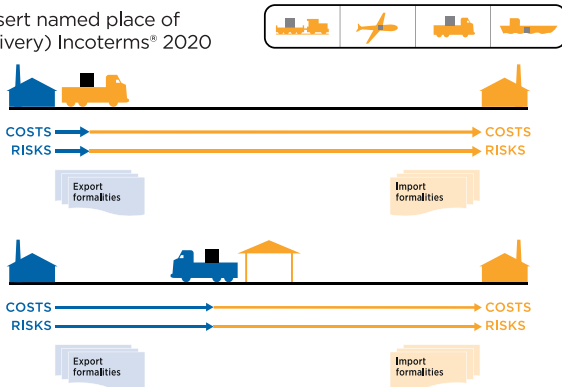 sert named place of
ivery) Incoterms® 2020
COSTS COSTS
RISKS RISKS
Export
formalities
Import
formalities
COSTS COSTS
RISKS RISKS
Export
formalities
Import
formalities